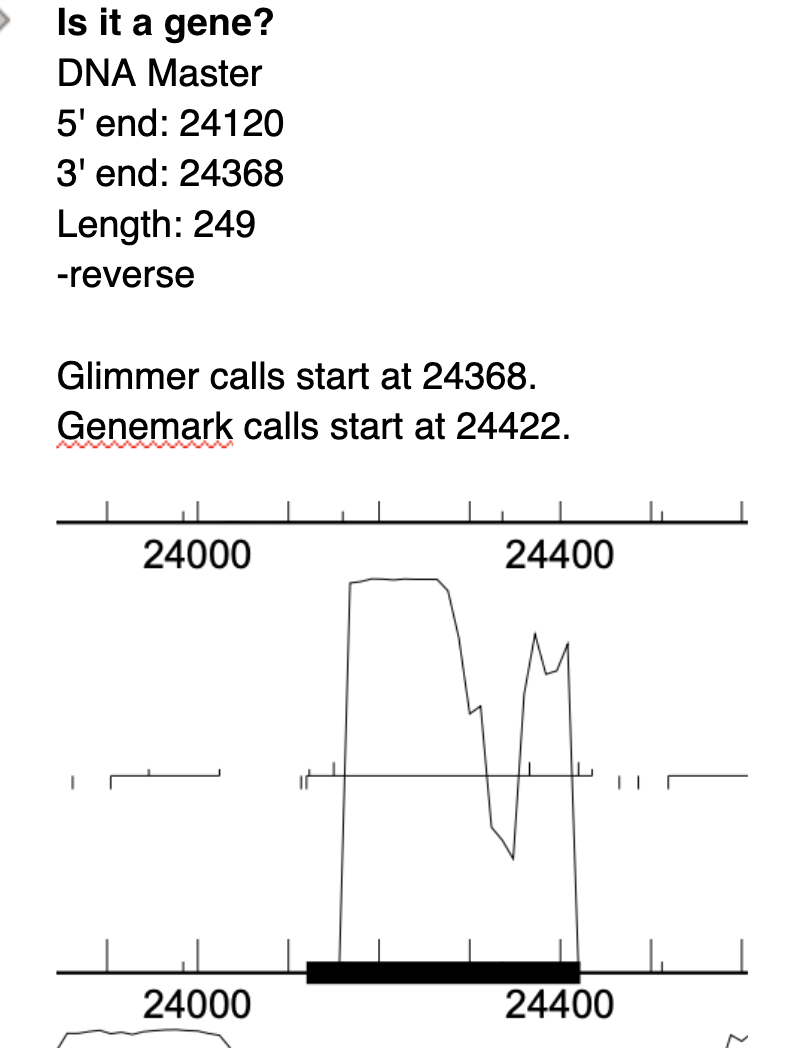 Is it a gene?
DNA Master
5' end: 24120
3' end: 24368
Length: 249
-reverse
Glimmer calls start at 24368.
Genemark calls start at 24422.
24000 24400
24000 24400